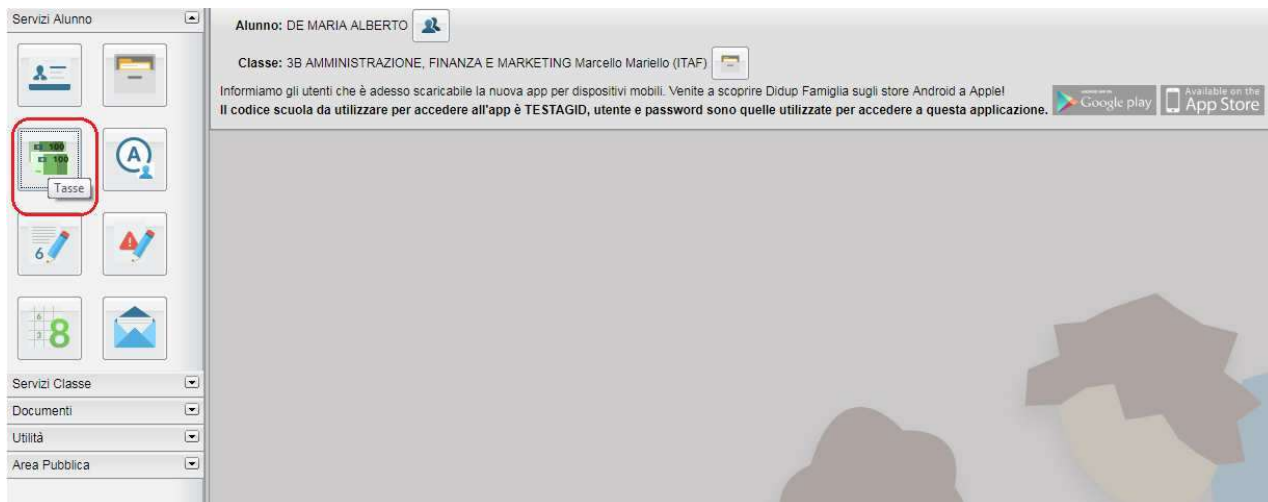 Servizi Alunno
Alunno: DE MARIA ALBERTO
Classe: 3B AMMINISTRAZIONE, FINANZA E MARKETING Marcello Mariello (ITAF)
Informiamo gli utenti che è adesso scaricabile la nuova app per dispositivi mobili. Venite a scoprire Didup Famiglia sugli store Android a Apple!
Il codice scuola da utilizzare per accedere all'app è TESTAGID, utente e password sono quelle utilizzate per accedere a questa applicazione.
Google play
Available on the
App Store
100
100
A
Tasse
6
6
3
8
Servizi Classe
Documenti
Utilità
Area Pubblica